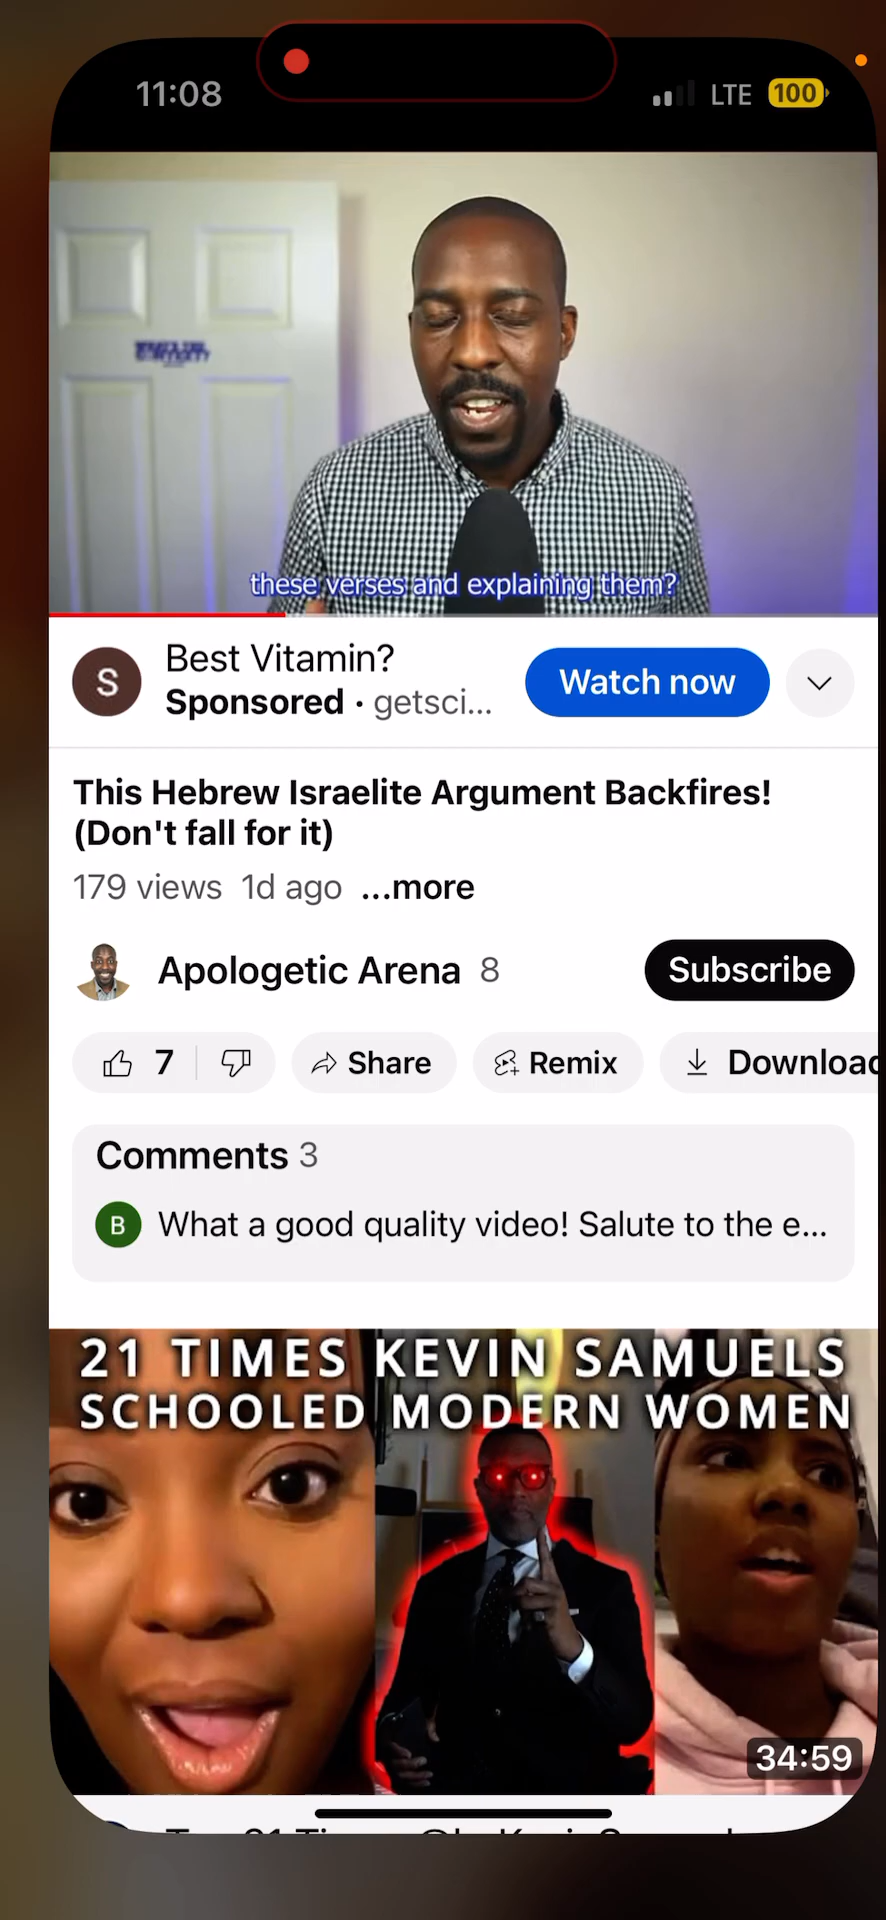 11:08
LTE
100
these verses and explaining them?
S
Best Vitamin?
Sponsored • getsci...
Watch now
This Hebrew Israelite Argument Backfires!
(Don't fall for it)
179 views 1d ago ...more
Apologetic Arena 8
Subscribe
7
Share
Remix
Download
Comments 3
B
What a good quality video! Salute to the e...
21 TIMES KEVIN SAMUELS
SCHOOLED MODERN WOMEN
34:59